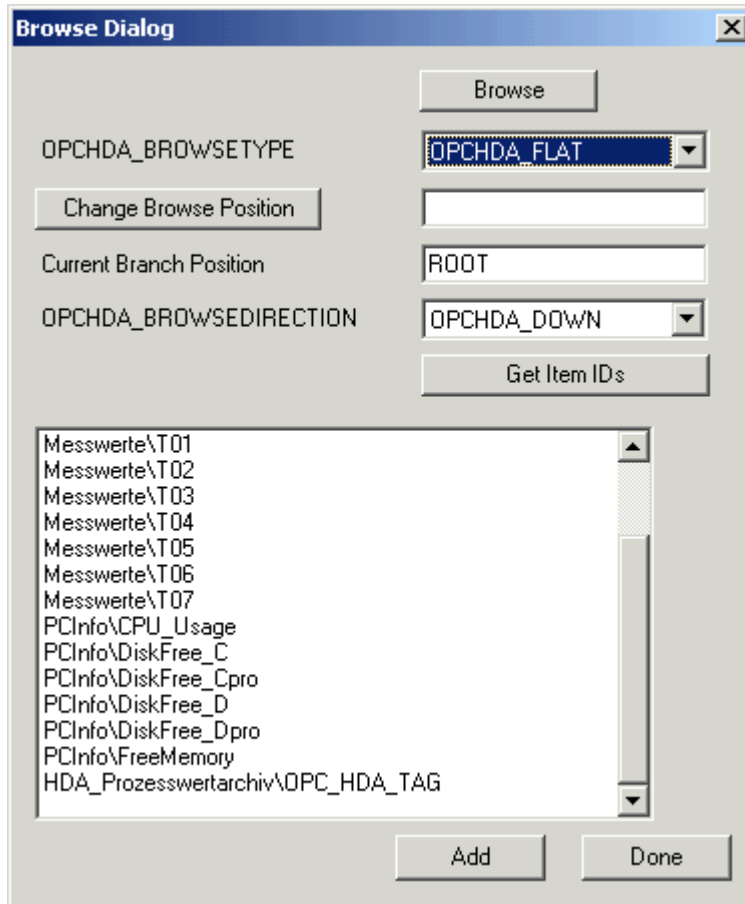 Browse Dialog
Browse
OPCHDA_BROWSETYPE
OPCHDA_FLAT
Change Browse Position
Current Branch Position
ROOT
OPCHDA_BROWSEDIRECTION
OPCHDA_DOWN
Get Item IDs
Messwerte\T01
Messwerte\T02
Messwerte\T03
Messwerte\T04
Messwerte\T05
Messwerte\T06
Messwerte\T07
PCInfo\CPU_Usage
PCInfo\DiskFree_C
PCInfo\DiskFree_Cpro
PCInfo\DiskFree_D
PCInfo\DiskFree_Dpro
PCInfo\FreeMemory
HDA_Prozesswertarchiv\OPC_HDA_TAG
Add
Done